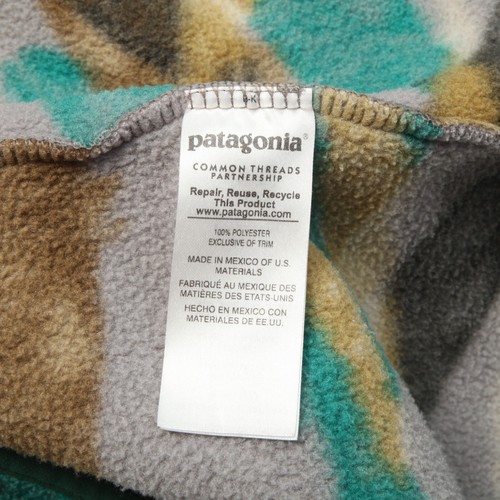 patagonia®
COMMON THREADS
PARTNERSHIP
Repair, Reuse, Recycle
This Product
www.patagonia.com
100% POLYESTER
EXCLUSIVE OF TRIM
MADE IN MEXICO OF U.S.
MATERIALS
FABRIQUÉ AU MEXIQUE DES
MATIÈRES DES ETATS-UNIS
HECHO EN MEXICO CON
MATERIALES DE EE.UU.